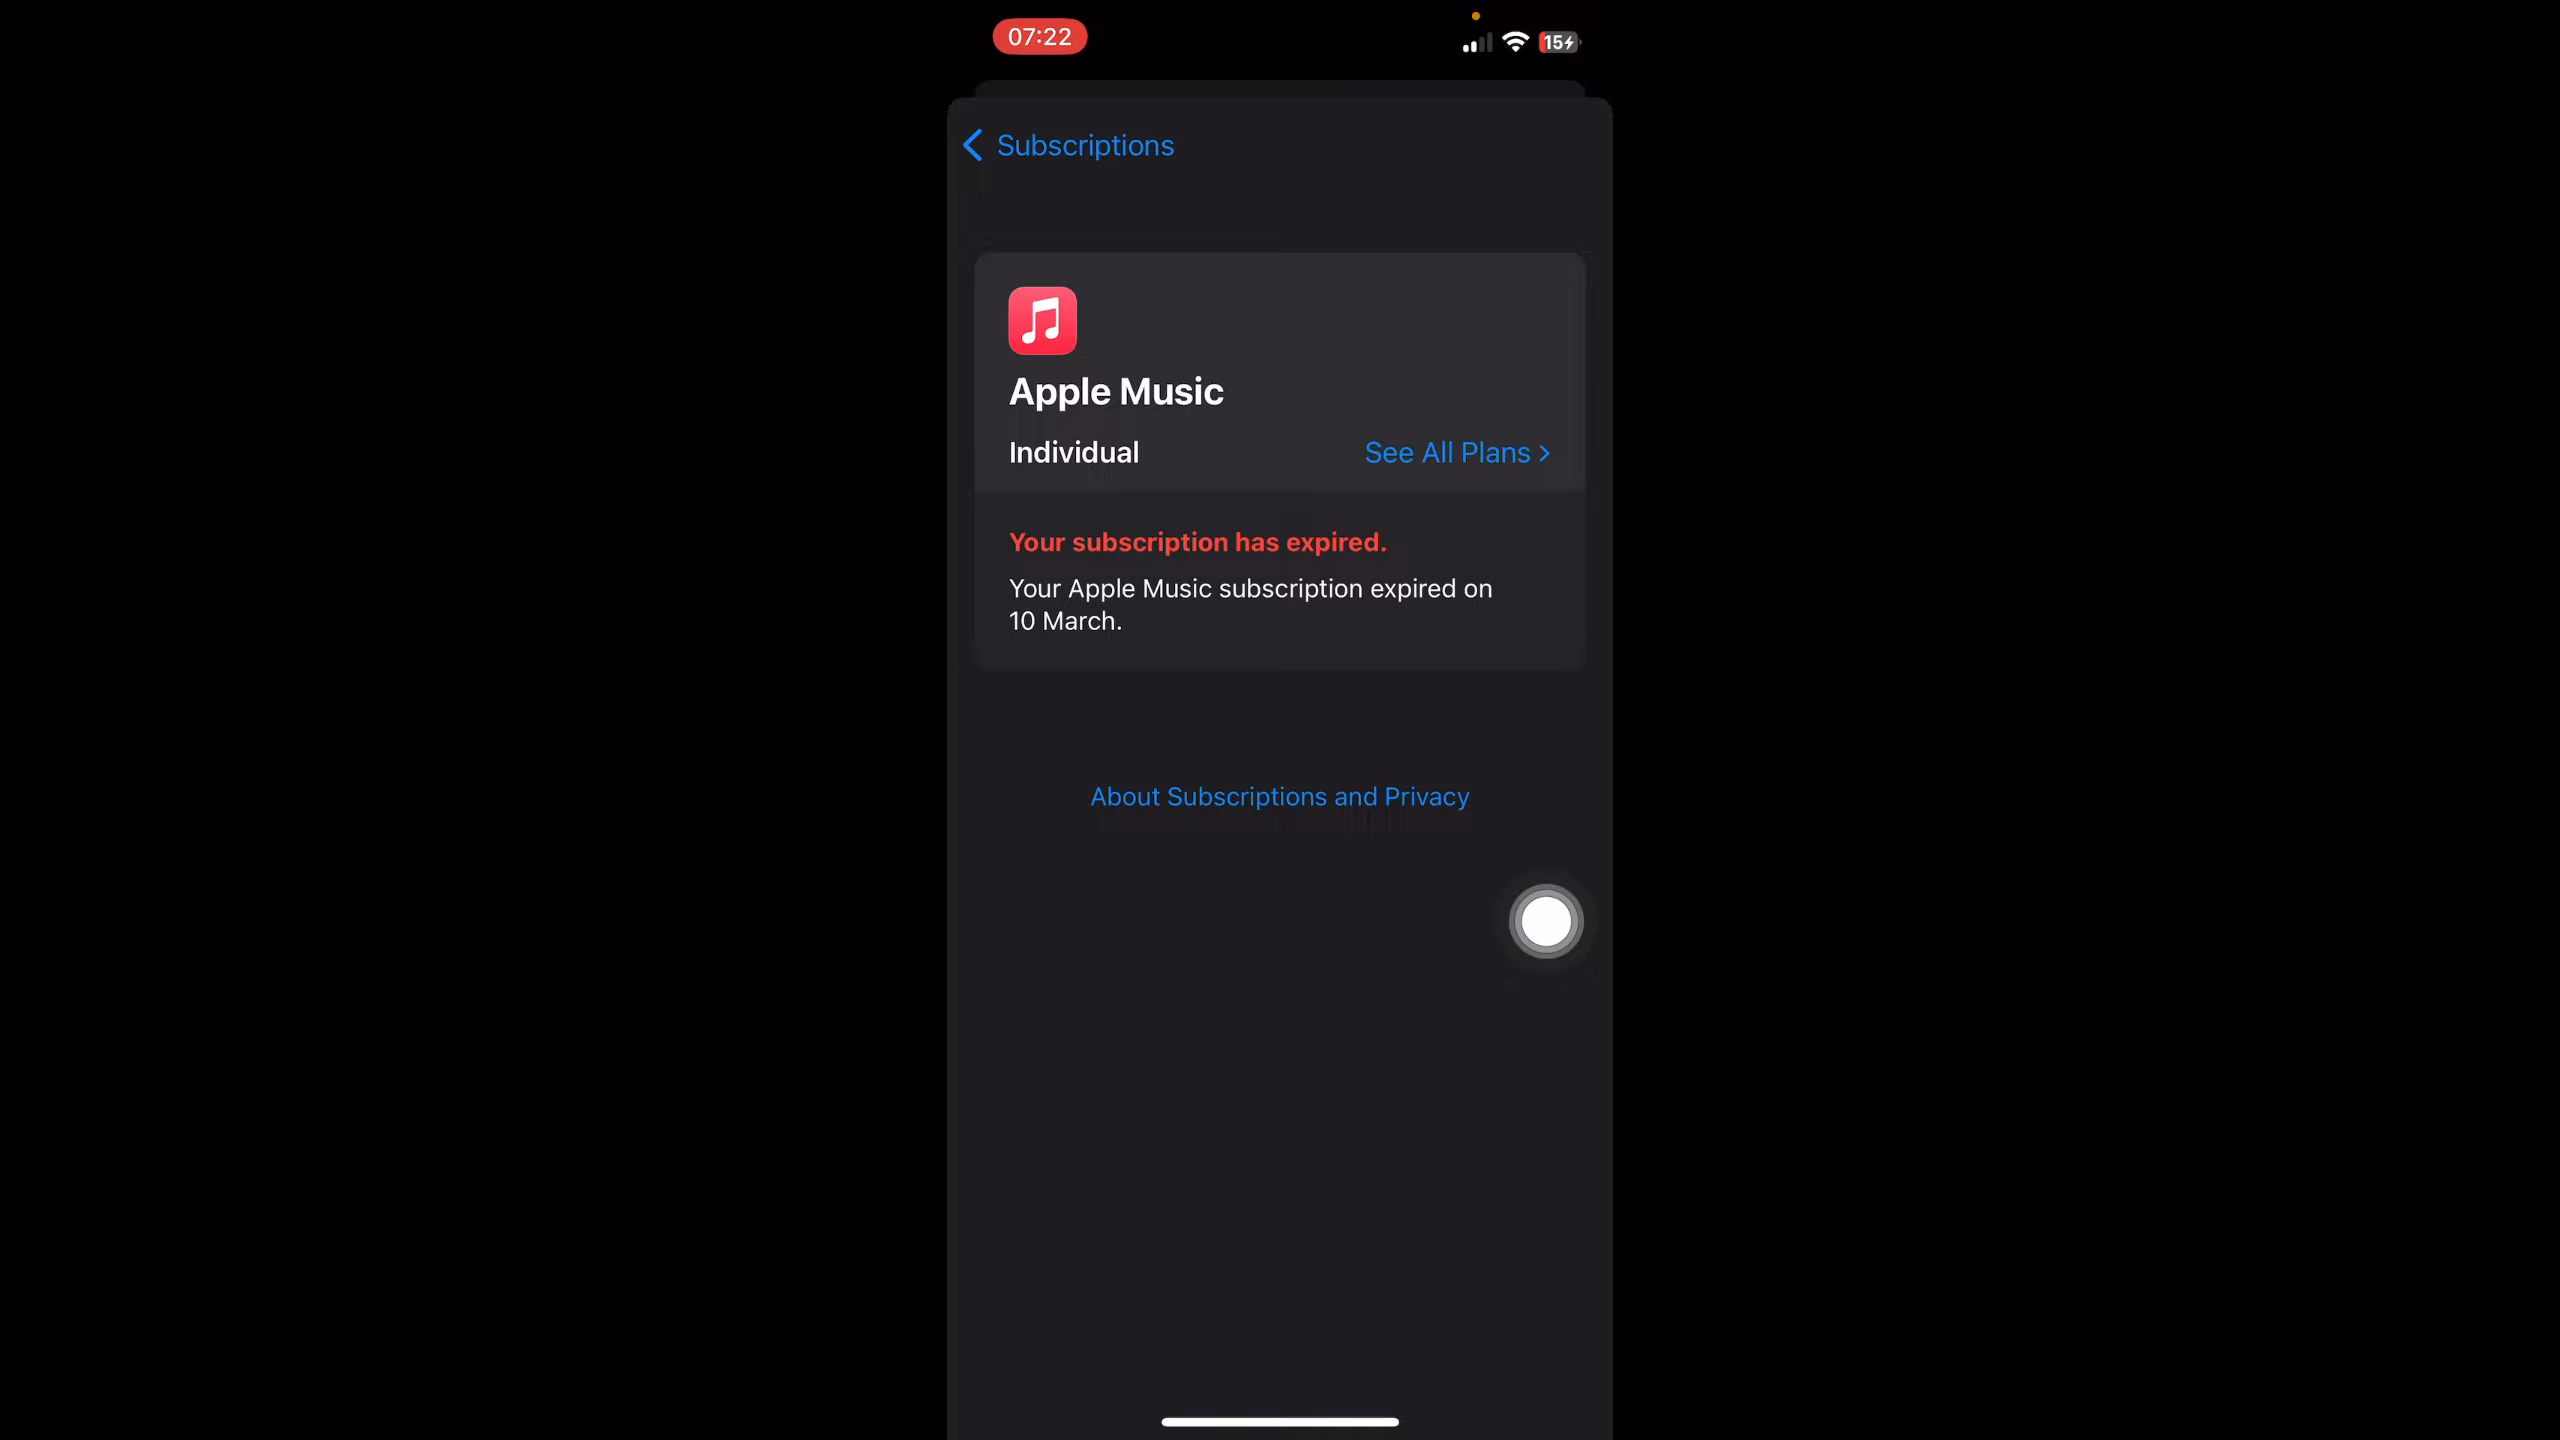 07:22
15
Subscriptions
Apple Music
Individual
See All Plans
Your subscription has expired.
Your Apple Music subscription expired on
10 March.
About Subscriptions and Privacy